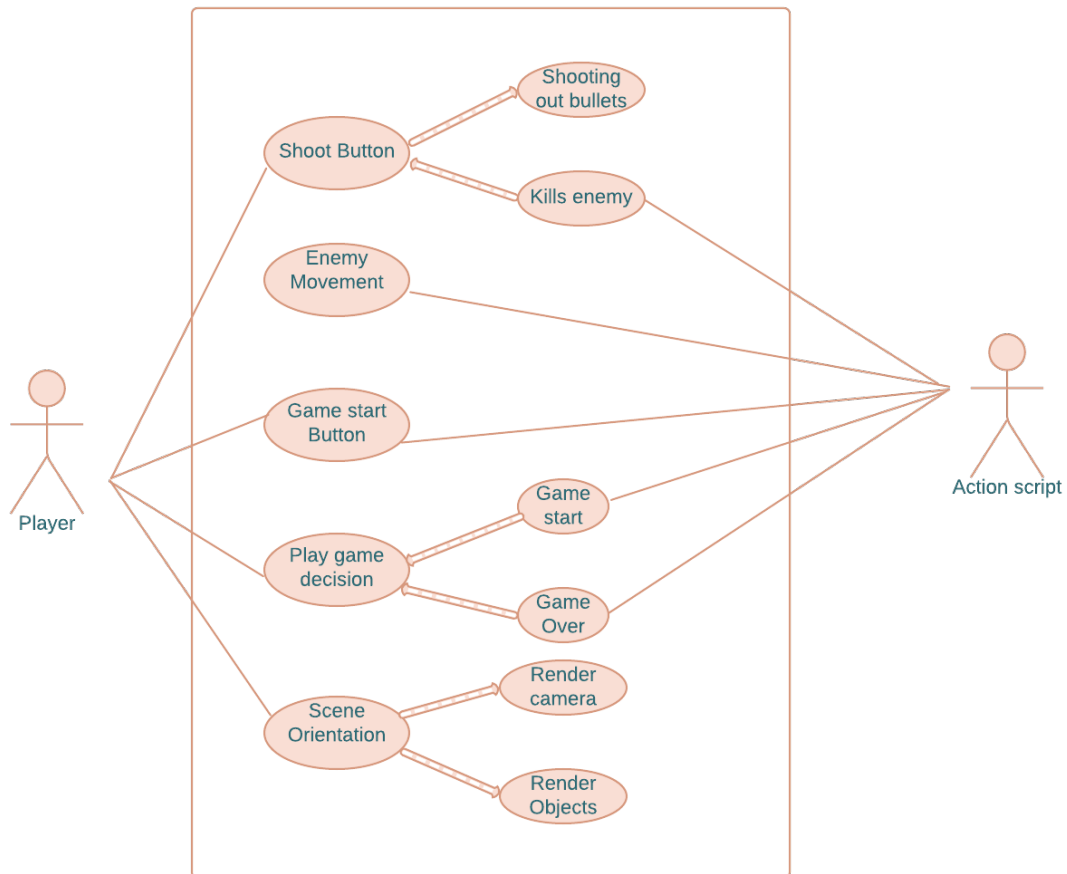 Shooting
out bullets
Shoot Button
Kills enemy
Enemy
Movement
Game start
Button
Player
Action script
Game
start
Play game
decision
Game
Over
Render
camera
Scene
Orientation
Render
Objects